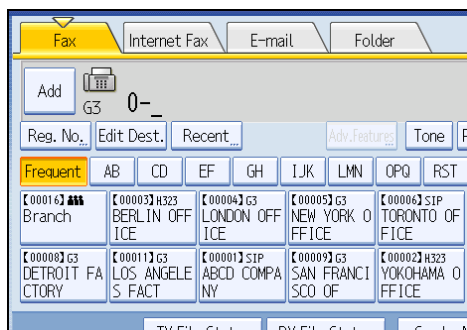 Fax
Internet Fax
E-mail
Folder
Add
G3
0-_
Reg. No.
Edit Dest.
Recent
Adv.Features
Tone
Frequent
AB
CD
EF
GH
IJK
LMN
OPQ
RST
【00016】
Branch
【00003】H323
BERLIN OFF
ICE
【00004】G3
LONDON OFF
ICE
【00005】G3
NEW YORK O
FFICE
【00006】SIP
TORONTO OF
FICE
【00008】G3
DETROIT FA
CTORY
【00011】G3
LOS ANGELE
S FACT
【00001】SIP
ABCD COMPA
NY
【00009】G3
SAN FRANCI
SCO OF
【00002】H323
YOKOHAMA O
FFICE